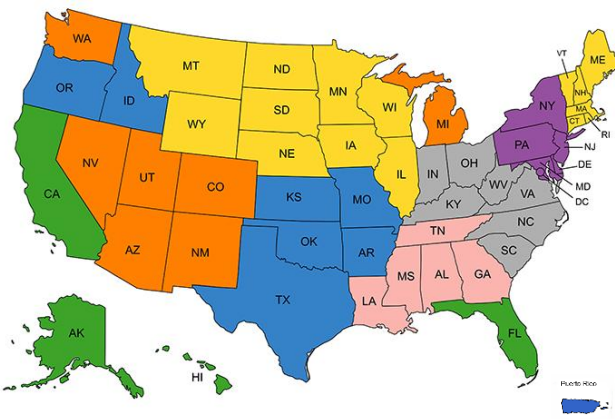 WA
MT
ND
MN
VT
ME
OR
ID
SD
WI
MI
NY
NH
MA
CT
RI
WY
NE
IA
PA
NJ
NV
UT
CO
IL
IN
OH
DE
CA
KS
MO
WV
VA
MD
KY
DC
AZ
NM
OK
AR
TN
NC
SC
MS
AL
GA
TX
LA
AK
HI
FL
Puerto Rico